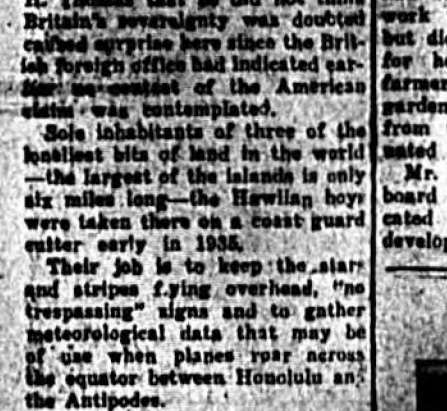 Britain's sovereignty was doubted
caused surprise here since the Brit-
ish foreign office had indicated ear-
no contest of the American
claim was contemplated.
Sole inhabitants of three of the
loneliest bits of land in the world
—the largest of the islands is only
six miles long—the Hawiian boys
were taken there on a coast guard
cutter early in 1935.
Their job is to keep the stars
and stripes f.ying overhead, "no
trespassing" signs and to gather
meteorological data that may be
of use when planes roar across
the equator between Honolulu and
the Antipodes.
work
but
for
farmer
garden
from
Mr.
board
cated
develop